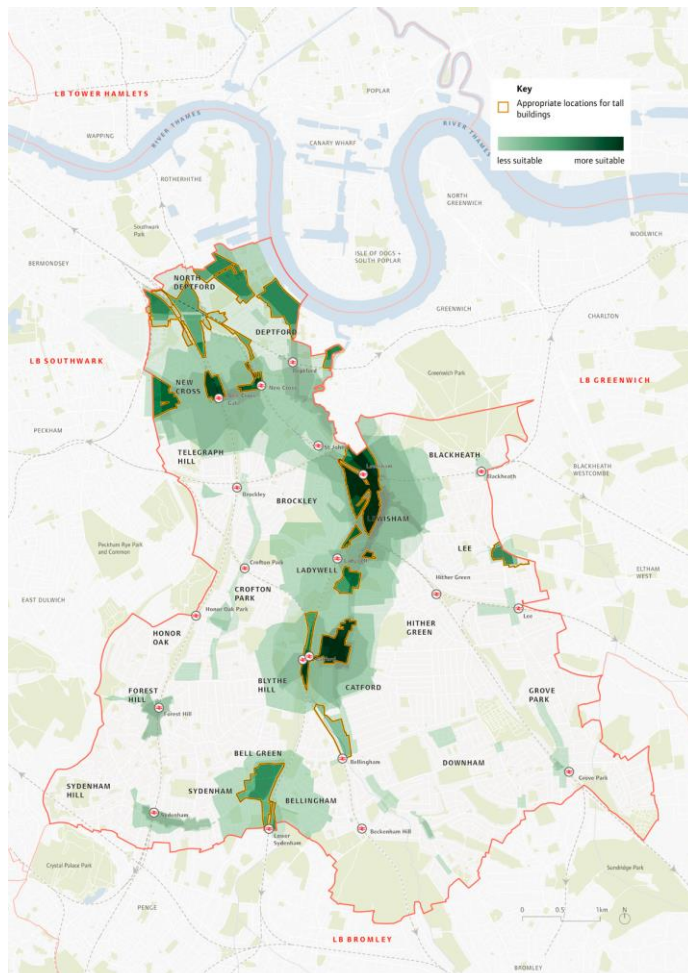 Key
Appropriate locations for tall
buildings
less suitable more suitable
LB TOWER HAMLETS
POPLAR
WAPPING
RIVER THAMES
CANARY WHARF
RIVER THAMES
ROTHERHITHE
NORTH
GREENWICH
Southwark
Park
WOOLWICH
BERMONDSEY
ISLE OF DOGS +
SOUTH POPLAR
NORTH
DEPTFORD
GREENWICH
CHARLTON
DEPTFORD
LB SOUTHWARK
Deptford
Greenwich Park
LB GREENWICH
NEW
CROSS
New Cross
PECKHAM
TELEGRAPH
HILL
BLACKHEATH
Blackheath
BLACKHEATH
WESTCOMBE
Brockley
BROCKLEY
LEWISHAM
Peckham Rye Park
and Common
LEE
Crofton Park
LADYWELL
ELTHAM
WEST
CROFTON
PARK
Hither Green
EAST DULWICH
Honor Oak Park
Lee
HONOR
OAK
HITHER
GREEN
BLYTHE
HILL
CATFORD
FOREST
HILL
Forest Hill
GROVE
PARK
BELL GREEN
Bellingham
DOWNHAM
Grove Park
SYDENHAM
HILL
SYDENHAM
BELLINGHAM
Sydenham
Lower
Sydenham
Beckenham Hill
Crystal Palace Park
Sundridge Park
PENGE
0 0.5 1km N
LB BROMLEY
BROMLEY